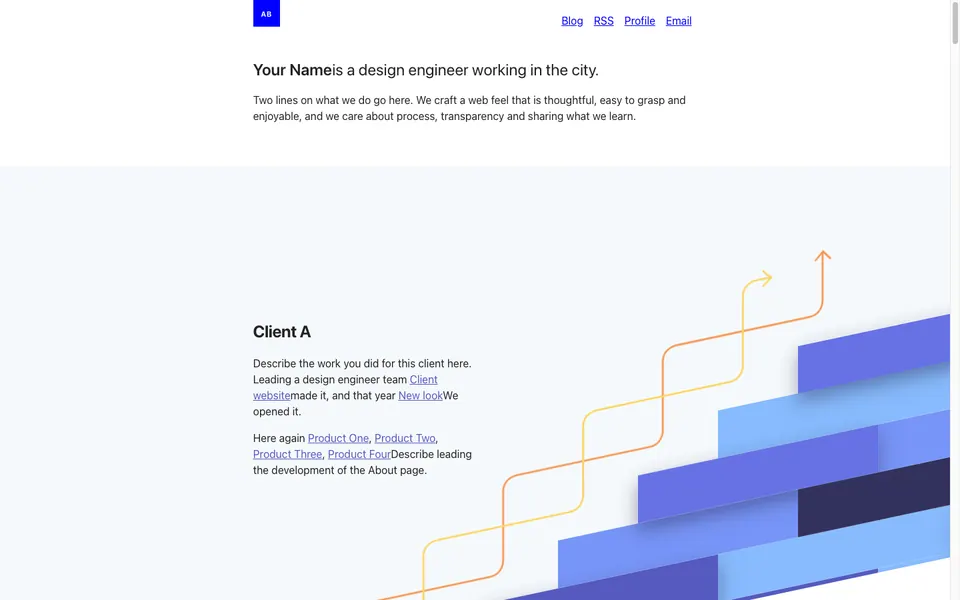 AB
Blog RSS Profile Email
Your Nameis a design engineer working in the city.
Two lines on what we do go here. We craft a web feel that is thoughtful, easy to grasp and
enjoyable, and we care about process, transparency and sharing what we learn.
Client A
Describe the work you did for this client here.
Leading a design engineer team Client
websitemade it, and that year New lookWe
opened it.
Here again Product One, Product Two,
Product Three, Product FourDescribe leading
the development of the About page.